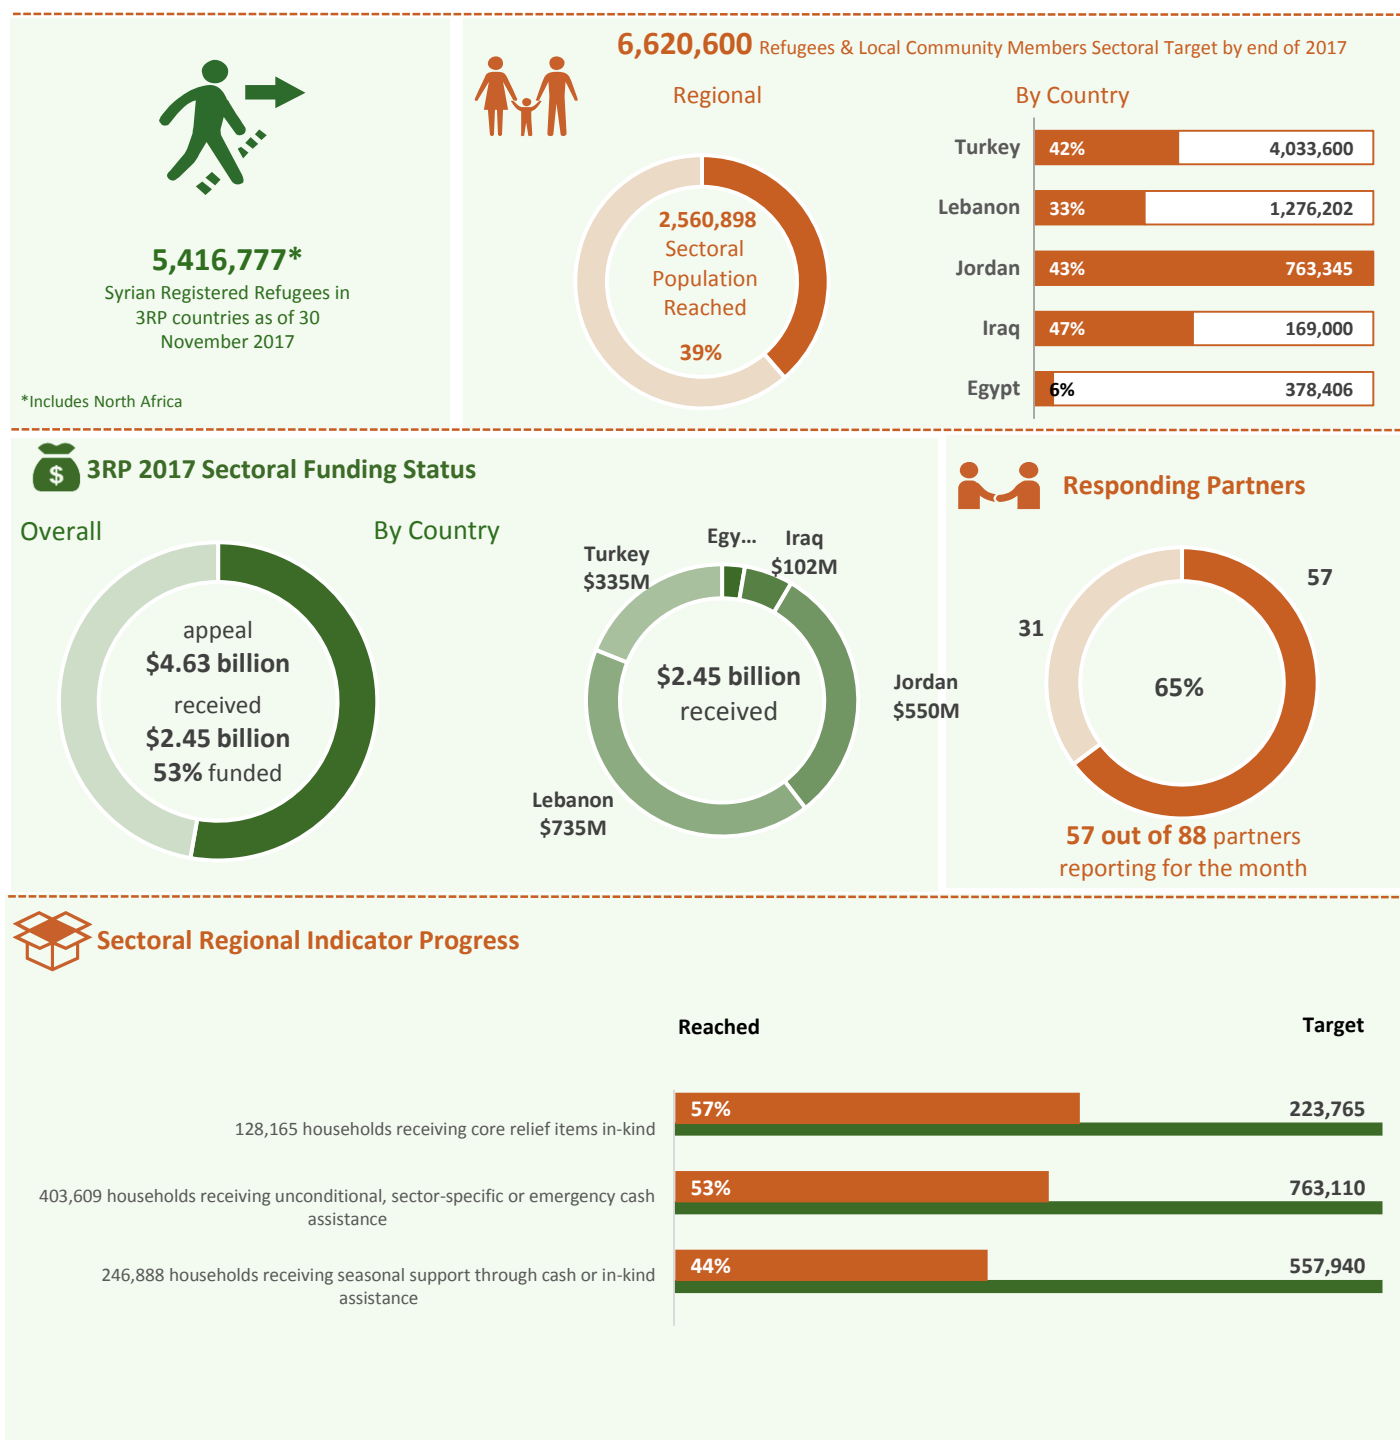 5,416,777*
Syrian Registered Refugees in
3RP countries as of 30
November 2017
*Includes North Africa
6,620,600 Refugees & Local Community Members Sectoral Target by end of 2017
Regional
2,560,898
Sectoral
Population
Reached
39%
By Country
Turkey 42% 4,033,600
Lebanon 33% 1,276,202
Jordan 43% 763,345
Iraq 47% 169,000
Egypt 6% 378,406
$ 3RP 2017 Sectoral Funding Status
Overall
appeal
$4.63 billion
received
$2.45 billion
53% funded
By Country
Turkey
$335M
Egy...
Iraq
$102M
$2.45 billion
received
Jordan
$550M
Lebanon
$735M
Responding Partners
57
31
65%
57 out of 88 partners
reporting for the month
Sectoral Regional Indicator Progress
Reached Target
57% 223,765
128,165 households receiving core relief items in-kind
53% 763,110
403,609 households receiving unconditional, sector-specific or emergency cash
assistance
44% 557,940
246,888 households receiving seasonal support through cash or in-kind
assistance